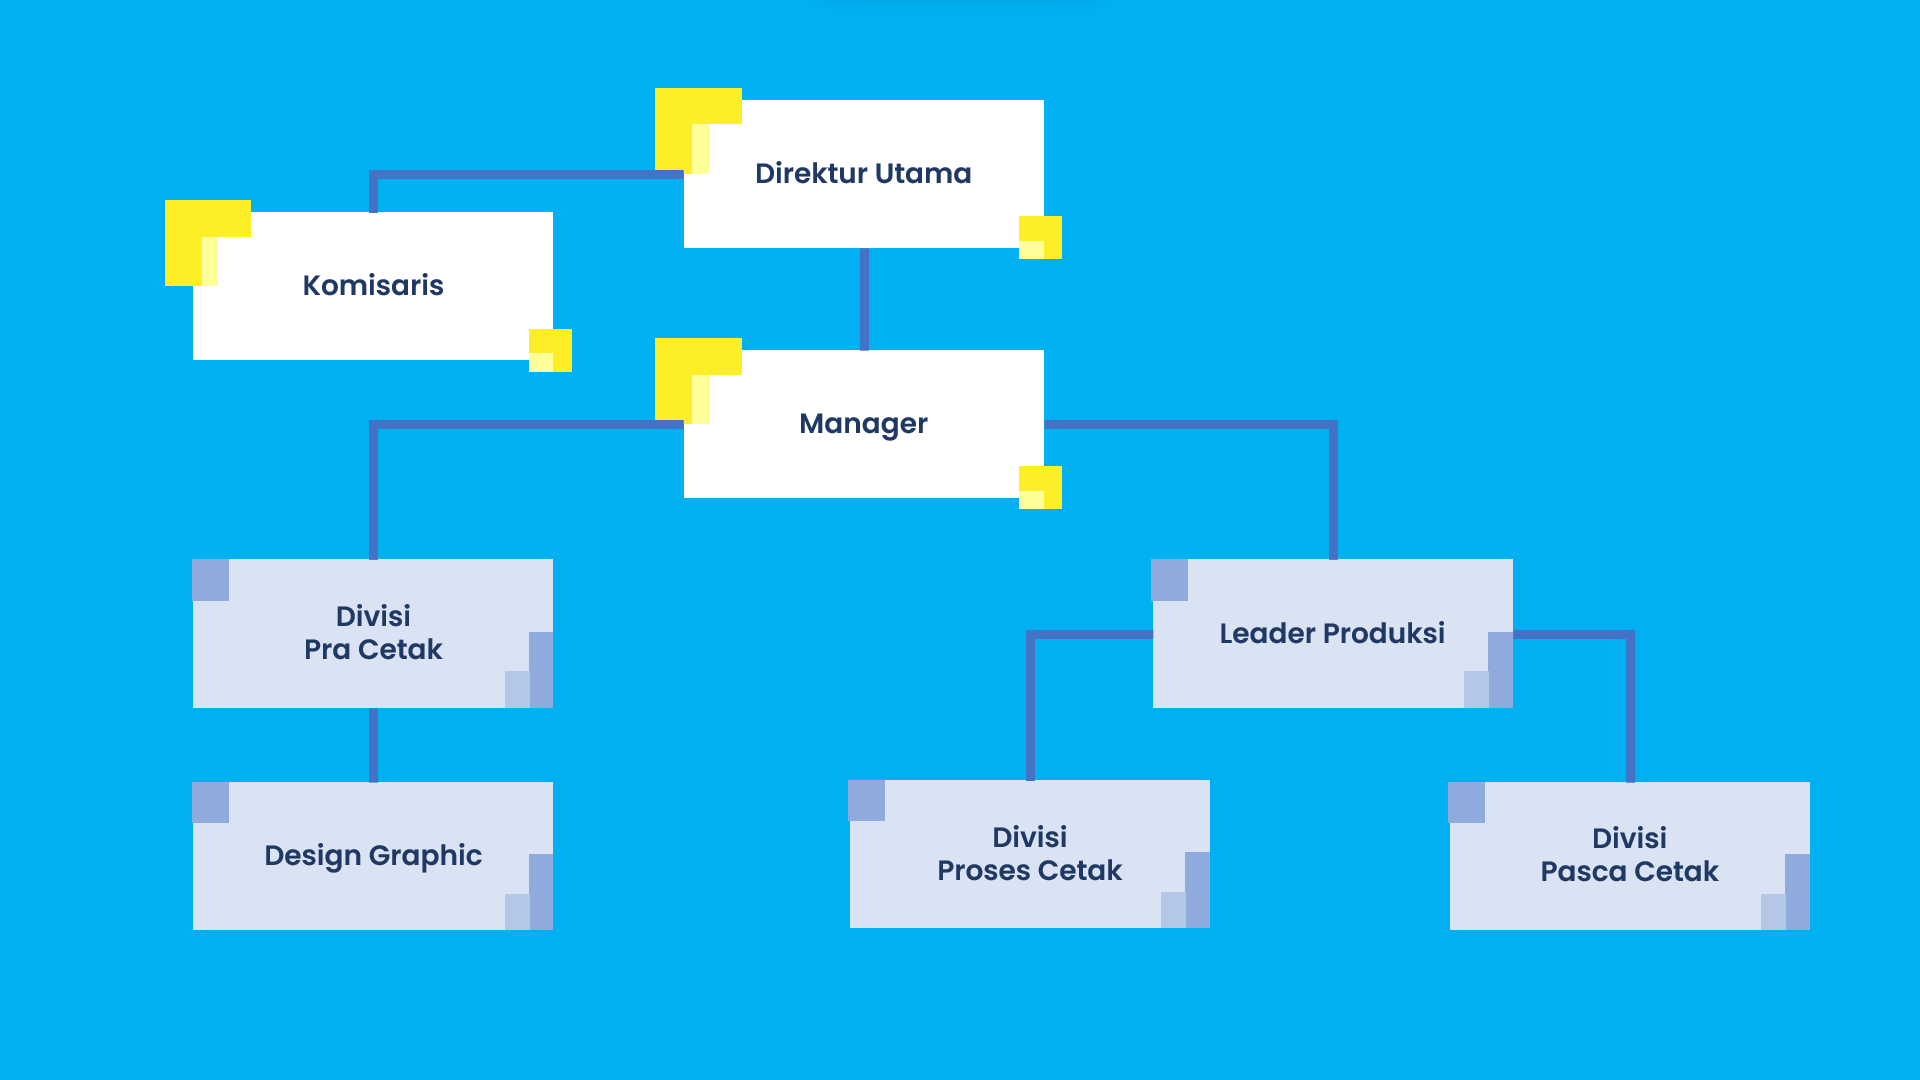 Direktur Utama
Komisaris
Manager
Divisi
Pra Cetak
Leader Produksi
Design Graphic
Divisi
Proses Cetak
Divisi
Pasca Cetak